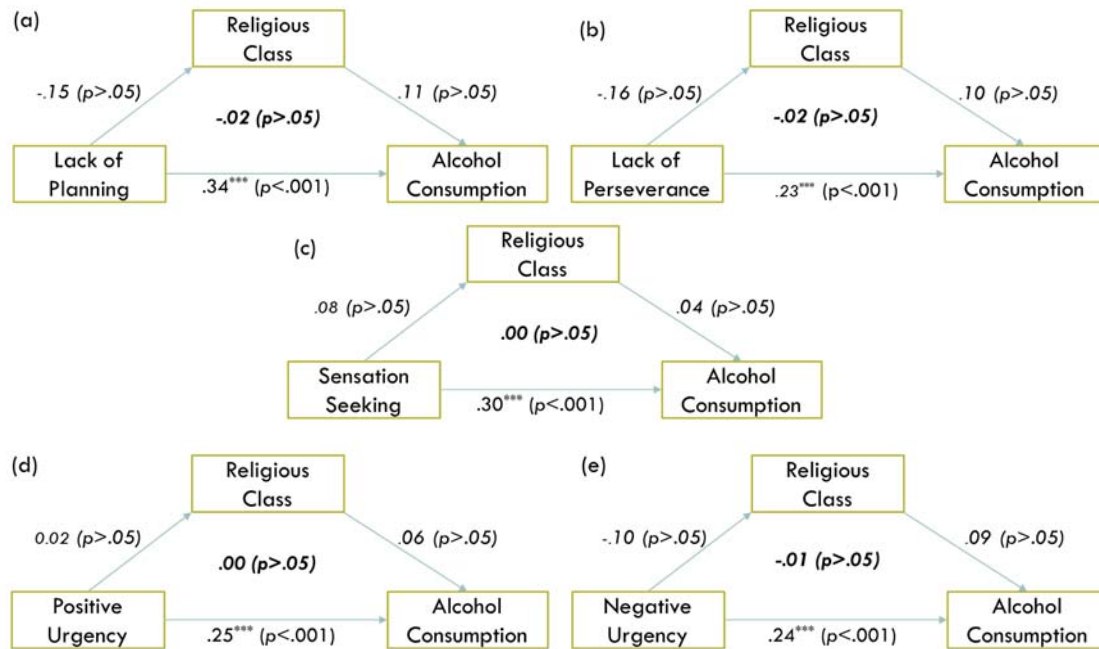 (a)
Religious
Class
-.15 (p>.05)
.11 (p>.05)
-.02 (p>.05)
Lack of
Planning
.34*** (p<.001)
Alcohol
Consumption
(b)
Religious
Class
-.16 (p>.05)
.10 (p>.05)
-.02 (p>.05)
Lack of
Perseverance
.23*** (p<.001)
Alcohol
Consumption
(c)
Religious
Class
.08 (p>.05)
.04 (p>.05)
.00 (p>.05)
Sensation
Seeking
.30*** (p<.001)
Alcohol
Consumption
(d)
Religious
Class
0.02 (p>.05)
.06 (p>.05)
.00 (p>.05)
Positive
Urgency
.25*** (p<.001)
Alcohol
Consumption
(e)
Religious
Class
-.10 (p>.05)
.09 (p>.05)
-.01 (p>.05)
Negative
Urgency
.24*** (p<.001)
Alcohol
Consumption